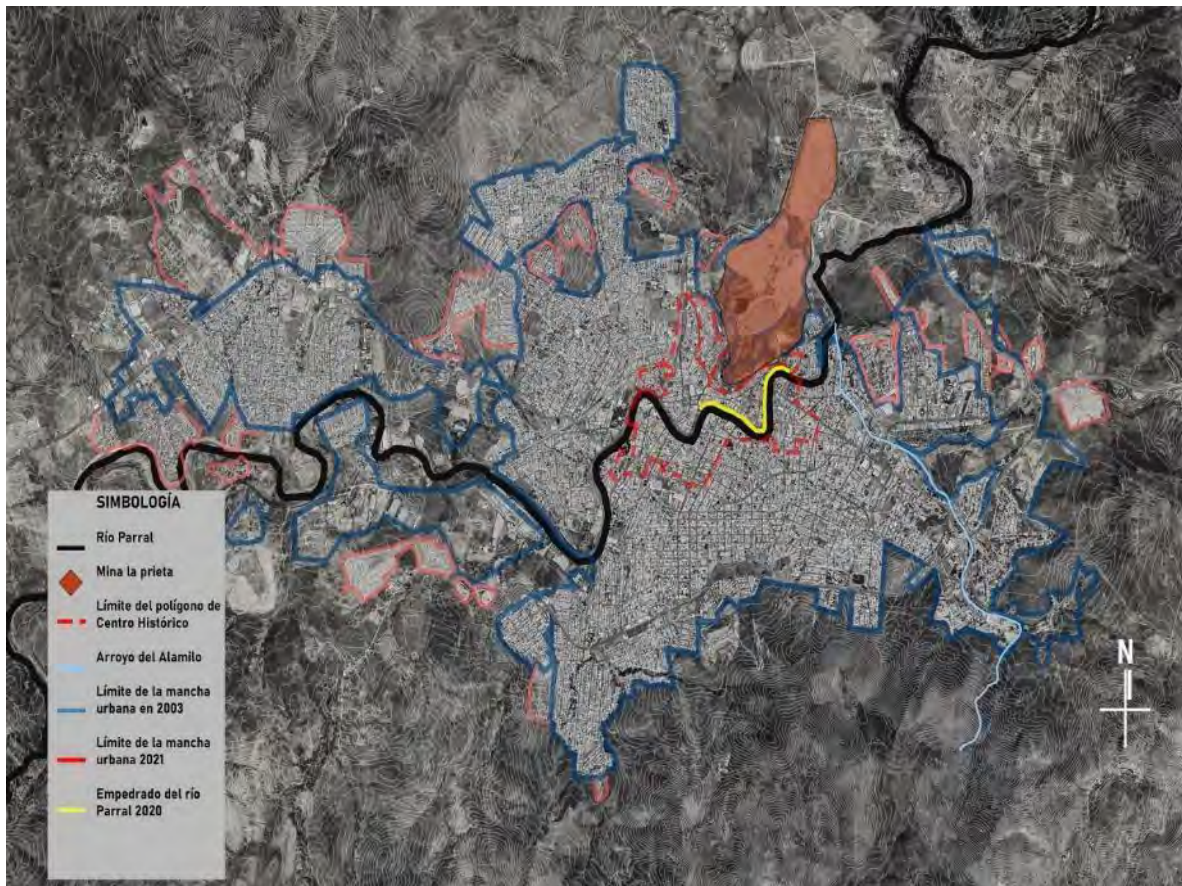 N
SIMBOLOGÍA
Río Parral
Mina la prieta
Límite del polígono de
Centro Histórico
Arroyo del Alamilo
Límite de la mancha
urbana en 2003
Límite de la mancha
urbana 2021
Empedrado del río
Parral 2020